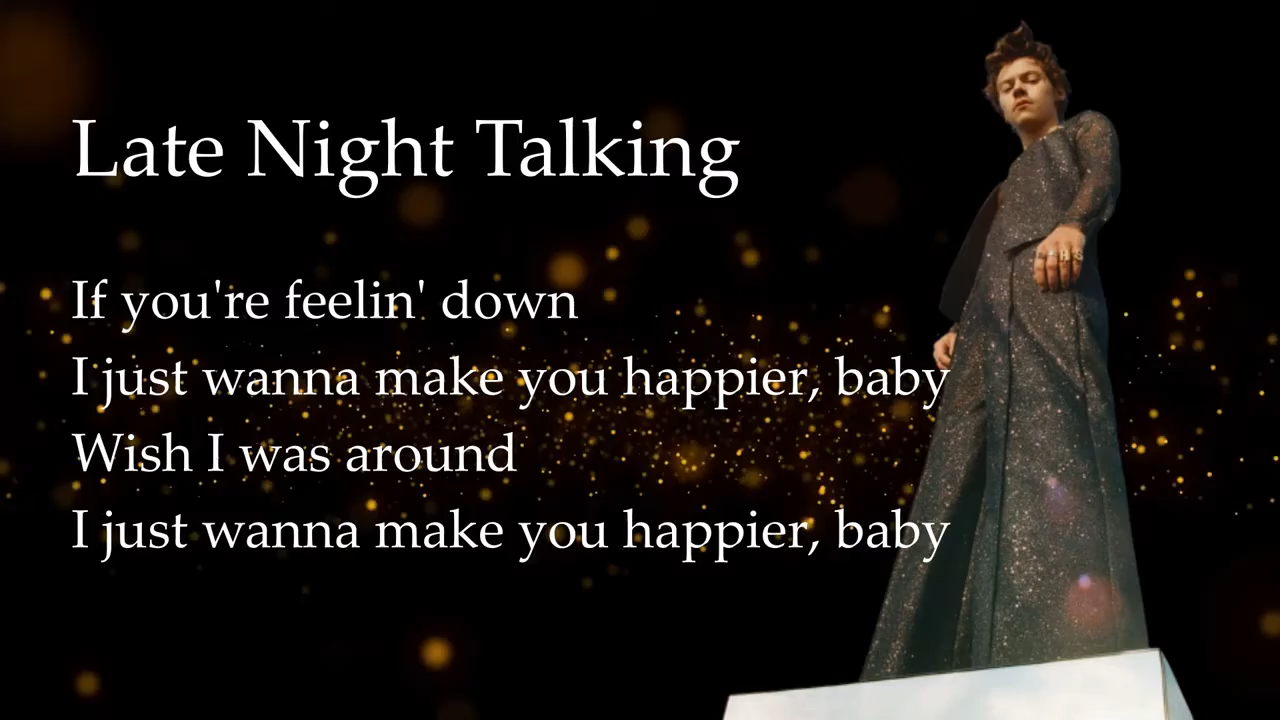 Late Night Talking
If you're feelin' down
I just wanna make you happier, baby
Wish I was around
I just wanna make you happier, baby